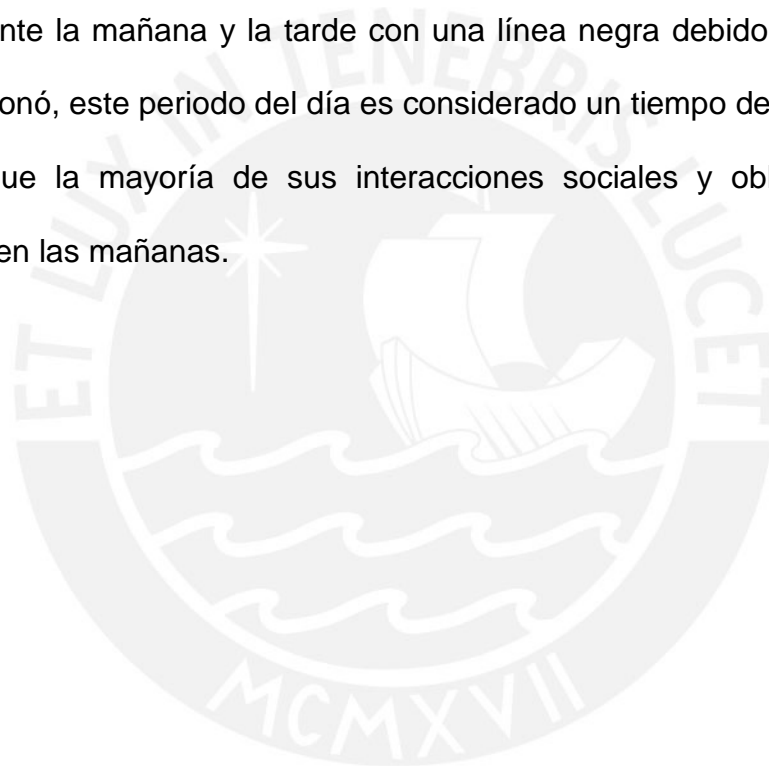 nte la mañana y la tarde con una línea negra debido
onó, este periodo del día es considerado un tiempo de
ue la mayoría de sus interacciones sociales y obl
en las mañanas.
ET LUX IN TENEBRIS LUCET
MCMXVII